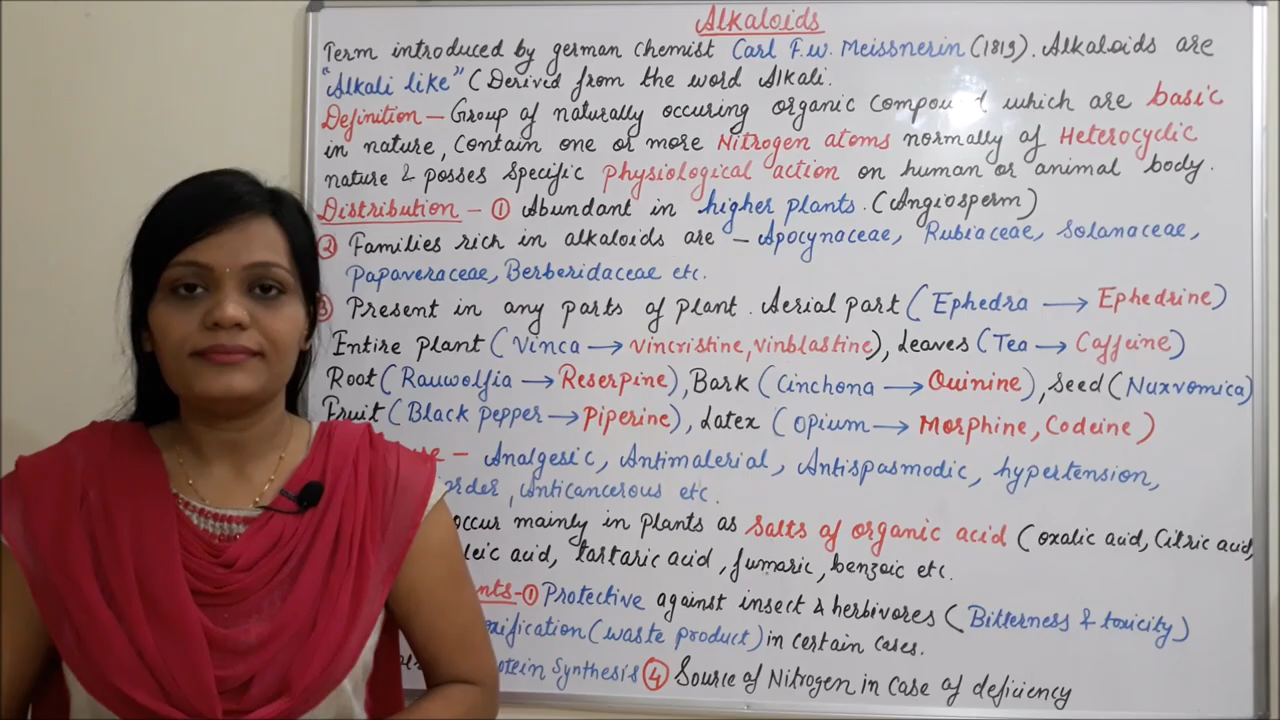 Alkaloids
Term introduced by german chemist Carl F.W. Meissnerin (1819). Alkaloids are
"Alkali like" ( Derived from the word Alkali.
Definition - Group of naturally occuring organic compound which are basic
in nature, contain one or more Nitrogen atoms normally of Heterocyclic
nature & posses specific physiological action on human or animal body.
Distribution - ① Abundant in higher plants. (Angiosperm)
② Families rich in alkaloids are - Apocynaceae, Rubiaceae, Solanaceae,
Papaveraceae, Berberidaceae etc.
③ Present in any parts of plant. Aerial part ( Ephedra → Ephedrine)
Entire plant ( Vinca → vincristine, vinblastine), Leaves (Tea → Caffeine)
Root ( Rauwolfia → Reserpine), Bark ( Cinchona → Quinine), Seed (Nuxvomica)
Fruit ( Black pepper → Piperine), Latex ( Opium → Morphine, Codeine )
- Analgesic, Antimalerial, Antispasmodic, hypertension,
Anticancerous etc.
occur mainly in plants as Salts of organic acid ( oxalic acid, Citric acid,
acid, tartaric acid, fumaric, benzoic etc.
① Protective against insect & herbivores ( Bitterness & toxicity)
(waste product) in certain cases.
Synthesis ④ Source of Nitrogen in case of deficiency